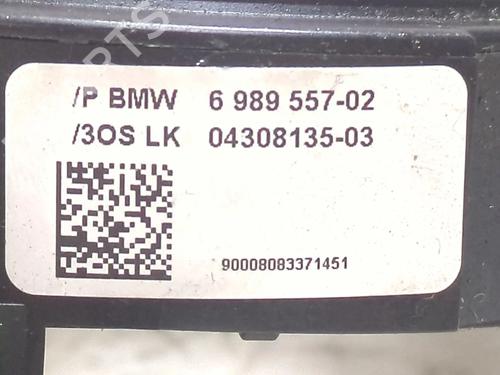 /P BMW 6 989 557-02
/3OS LK 04308135-03
90008083371451